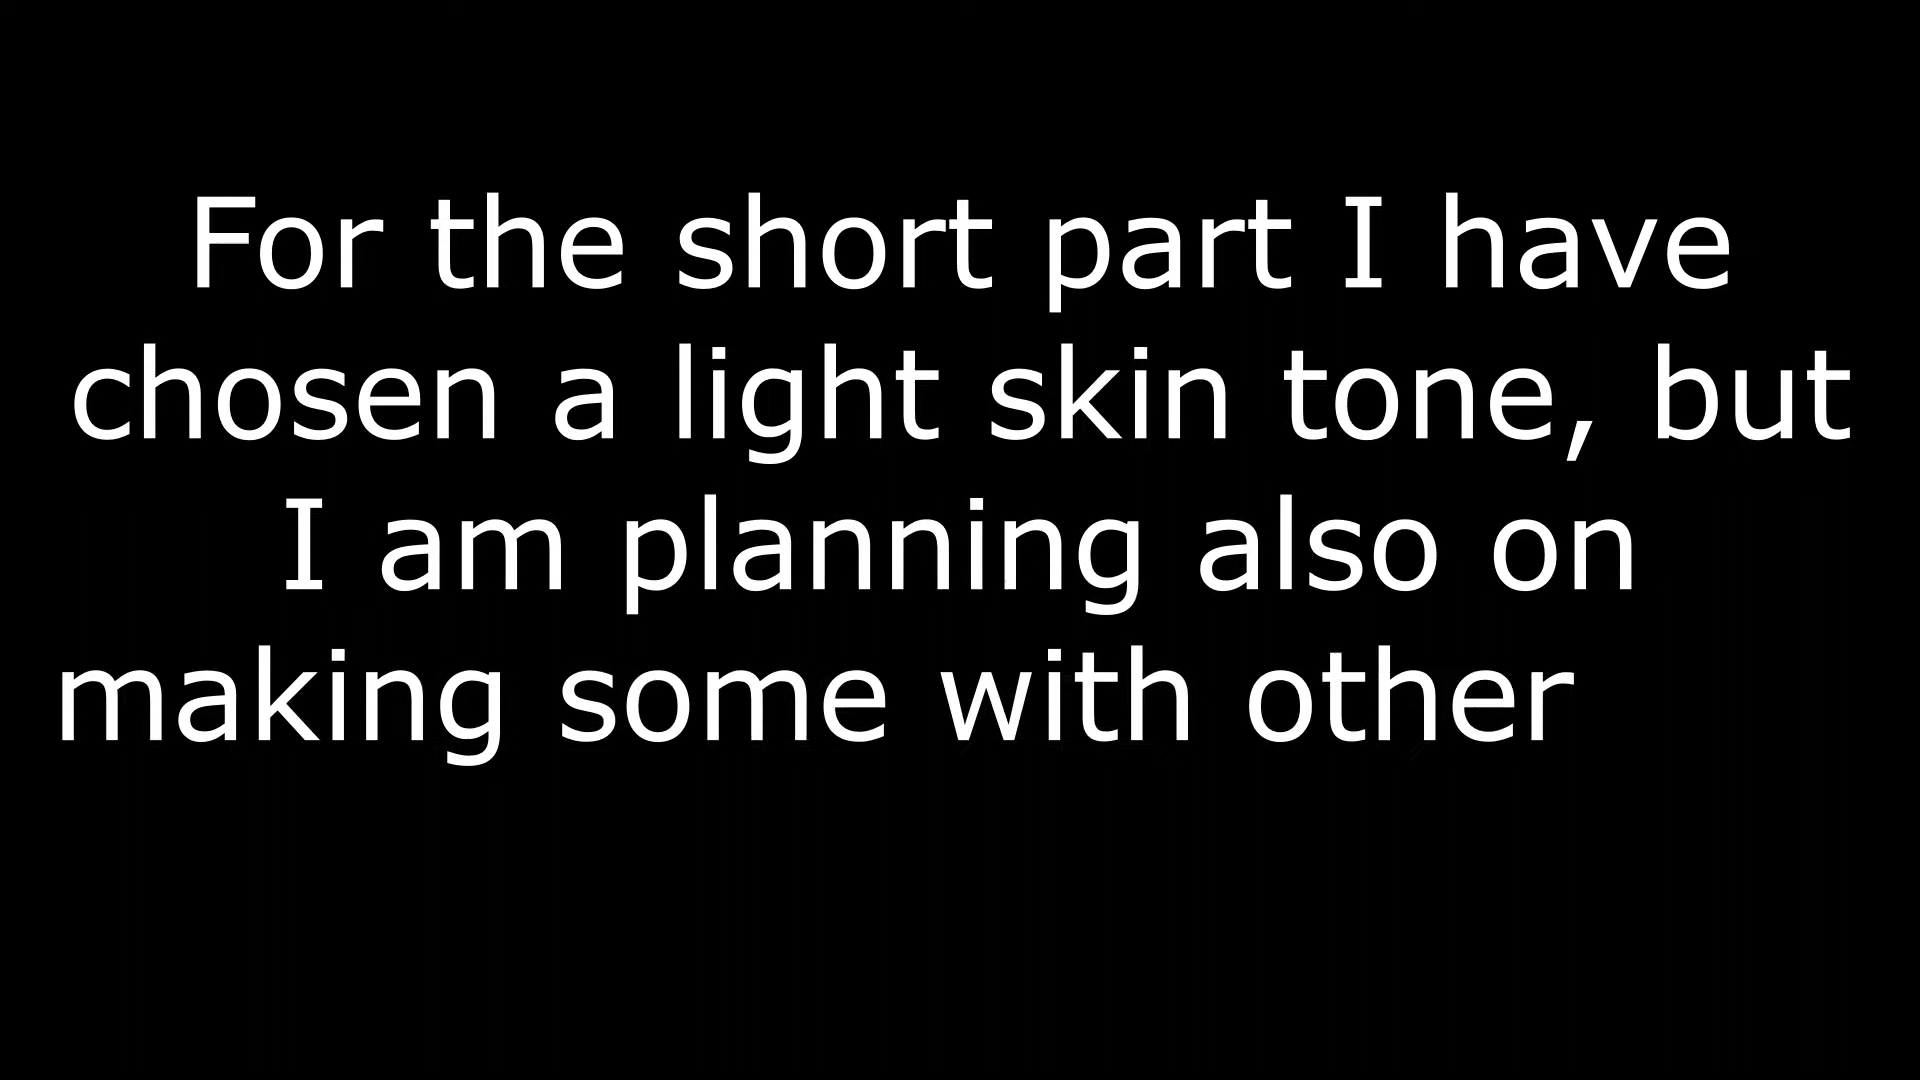 For the short part I have
chosen a light skin tone, but
I am planning also on
making some with other